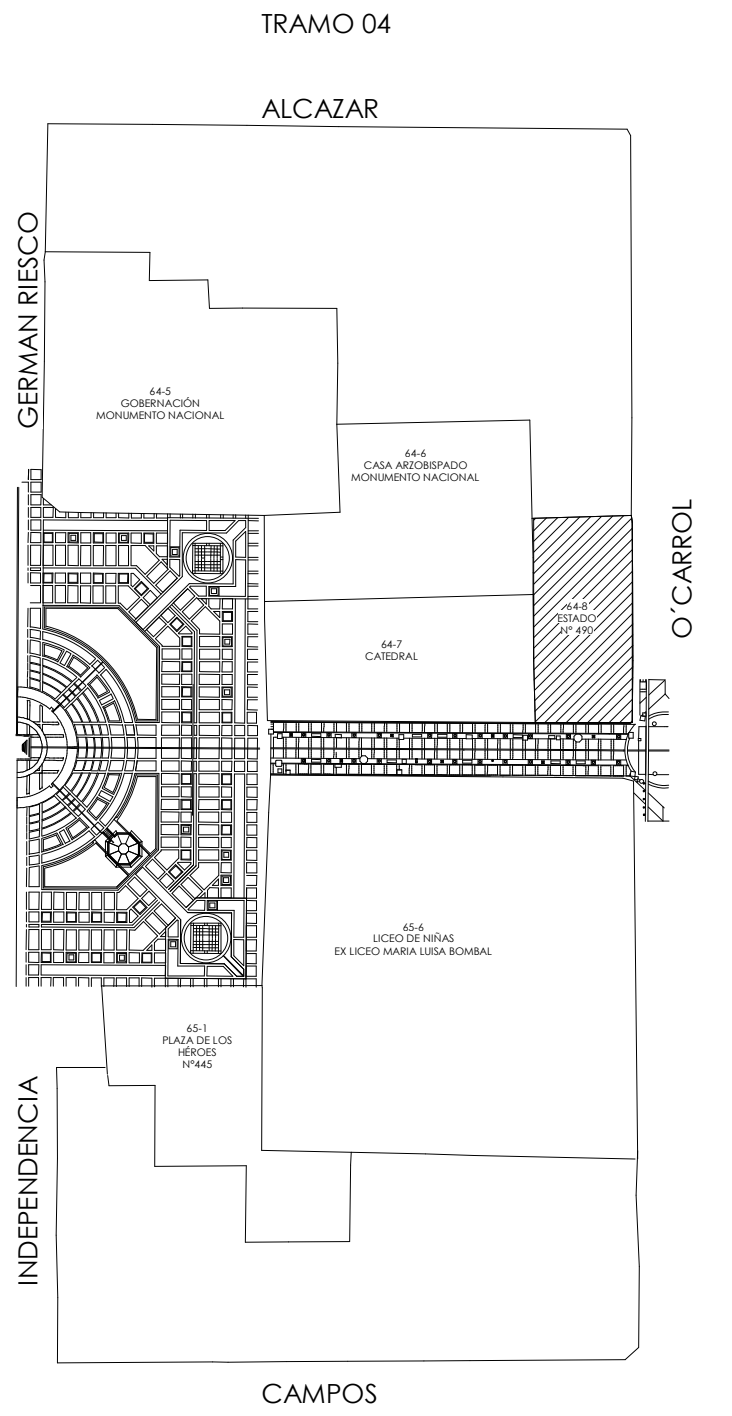 TRAMO 04
ALCAZAR
GERMAN RIESCO
64-5
GOBERNACIÓN
MONUMENTO NACIONAL
64-6
CASA ARZOBISPADO
MONUMENTO NACIONAL
O´CARROL
64-8
ESTADO
N° 490
64-7
CATEDRAL
65-6
LICEO DE NIÑAS
EX LICEO MARIA LUISA BOMBAL
65-1
PLAZA DE LOS
HÉROES
N°445
INDEPENDENCIA
CAMPOS